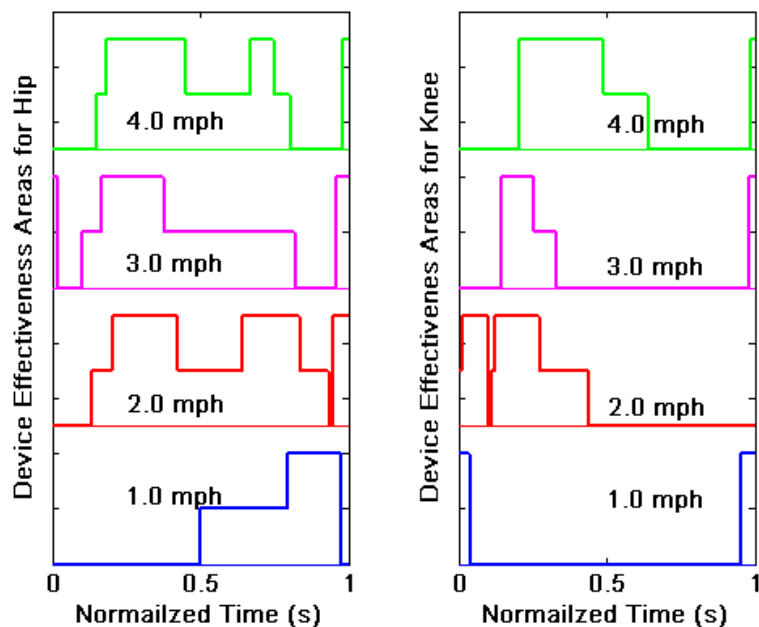 Device Effectiveness Areas for Hip
4.0 mph
3.0 mph
2.0 mph
1.0 mph
0
0.5
1
Normailzed Time (s)
Device Effectivenes Areas for Knee
4.0 mph
3.0 mph
2.0 mph
1.0 mph
0
0.5
1
Normailzed Time (s)